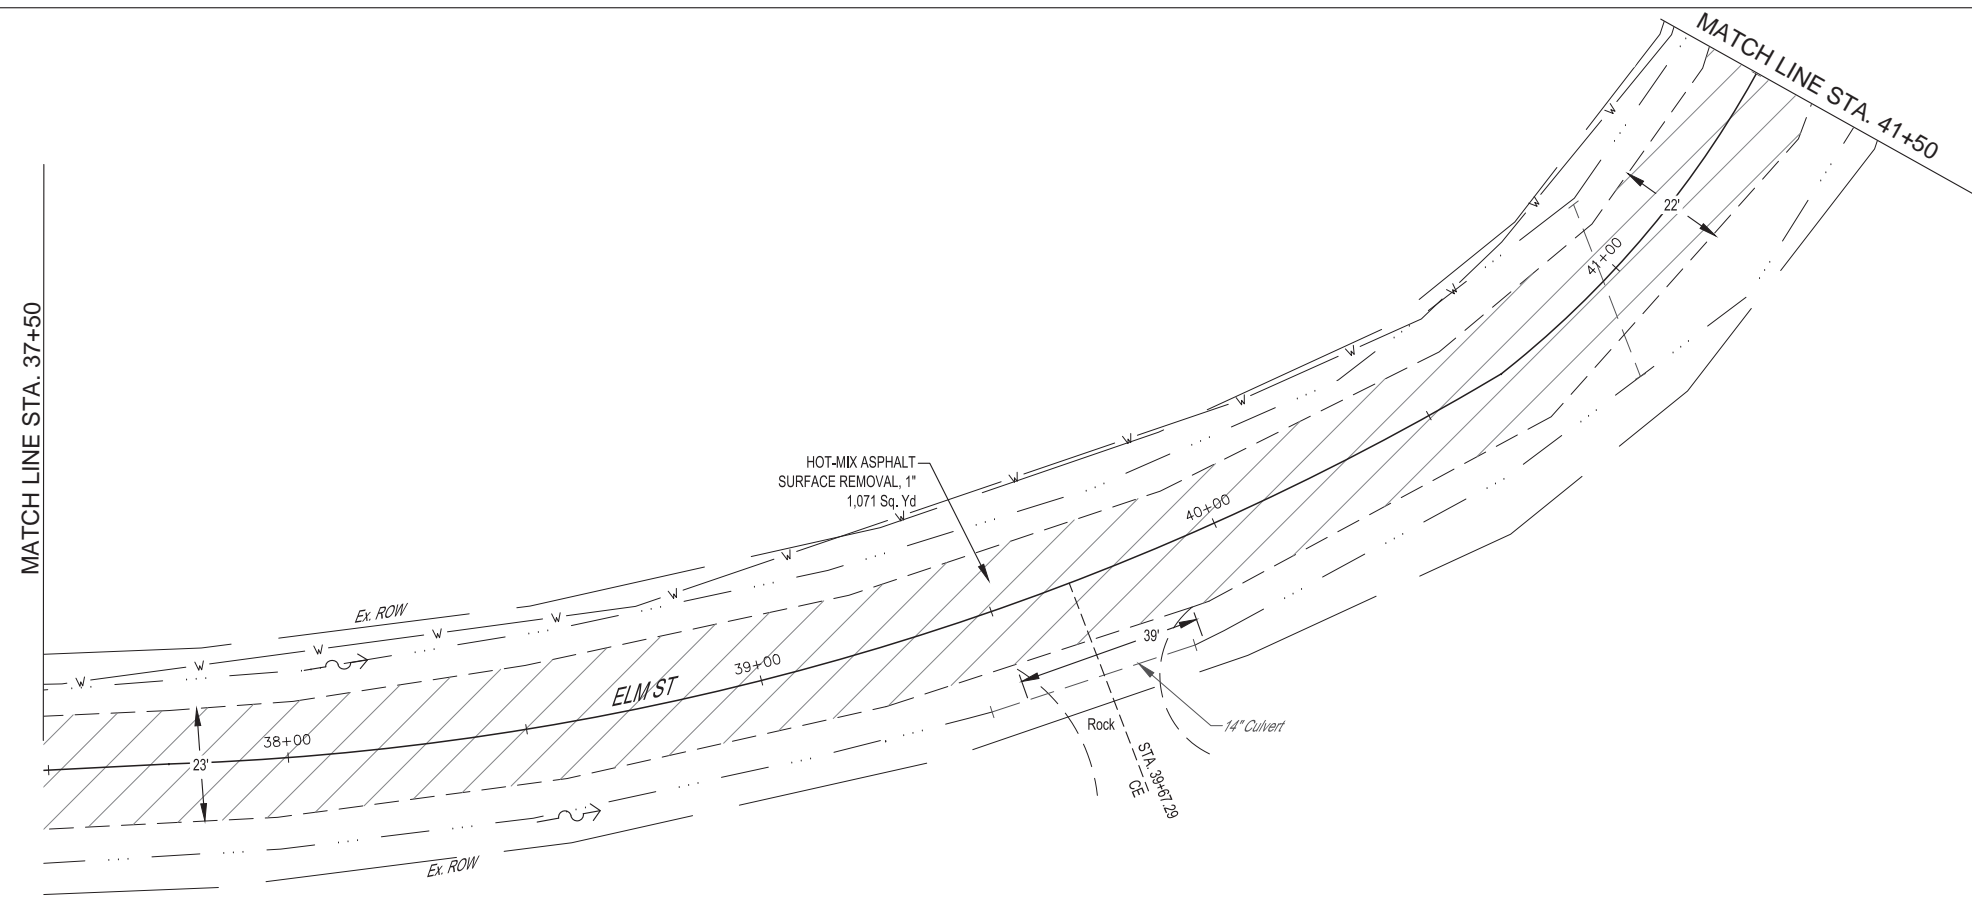 MATCH LINE STA. 41+50
22'
41+00
MATCH LINE STA. 37+50
HOT-MIX ASPHALT
SURFACE REMOVAL, 1"
1,071 Sq. Yd
40+00
W
W
W
W
W
W
W
W
W
W
W
W
W
W
Ex. ROW
39+00
39'
ELM ST
38+00
23'
Rock
14" Culvert
STA. 39+67.29
CE
Ex. ROW